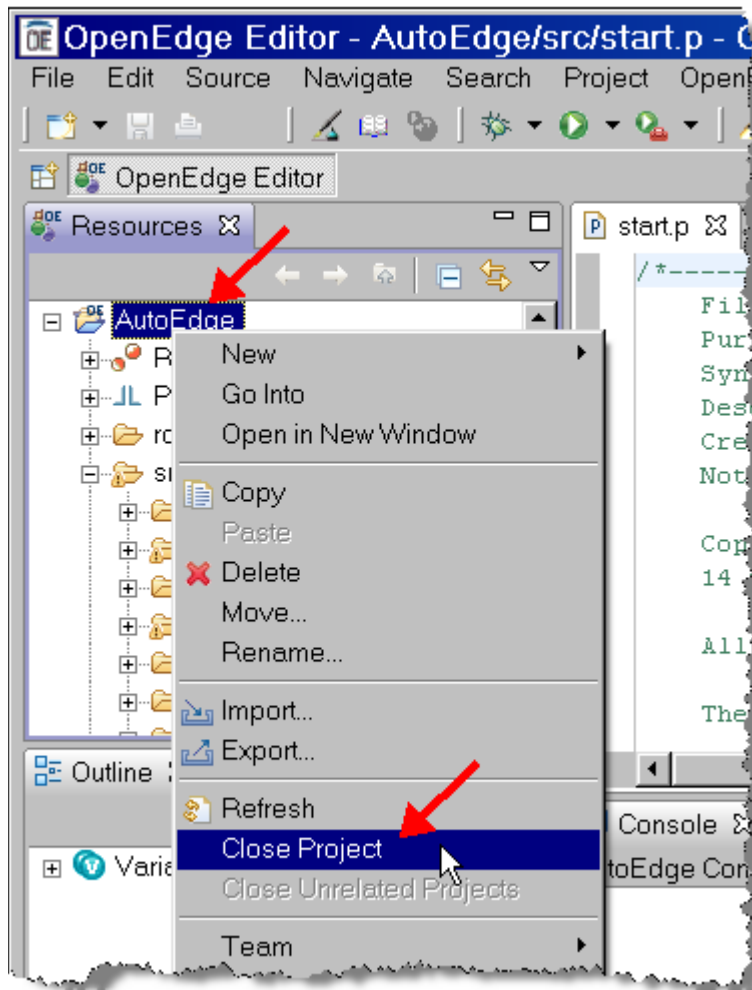 OpenEdge Editor - AutoEdge/src/start.p -
File Edit Source Navigate Search Project
OpenEdge Editor
Resources
start.p
/*-----
AutoEdge
New
Go Into
Open in New Window
Copy
Paste
Delete
Move...
Rename...
Import...
Export...
14
The
Outline
Refresh
Close Project
Close Unrelated Projects
Team
Console